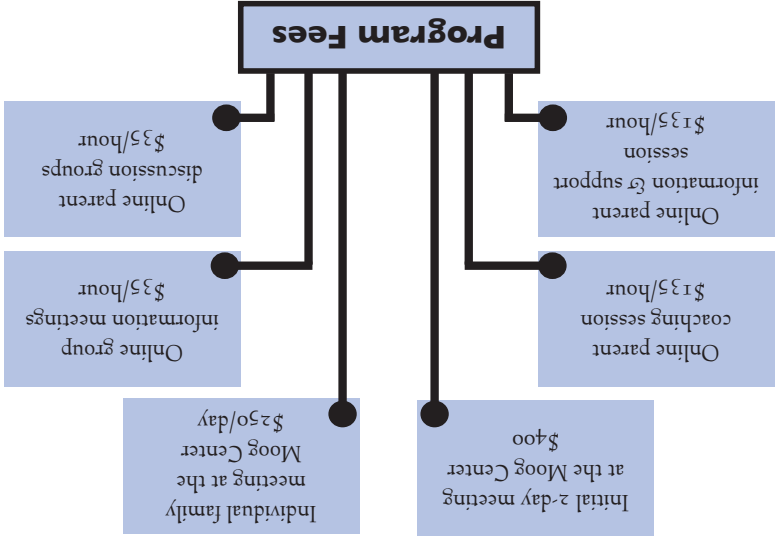 Program Fees
Online parent
information & support
session
$135/hour
Online parent
discussion groups
$35/hour
Online parent
coaching session
$135/hour
Online group
information meetings
$35/hour
Initial 2-day meeting
at the Moog Center
$400
Individual family
meeting at the
Moog Center
$250/day